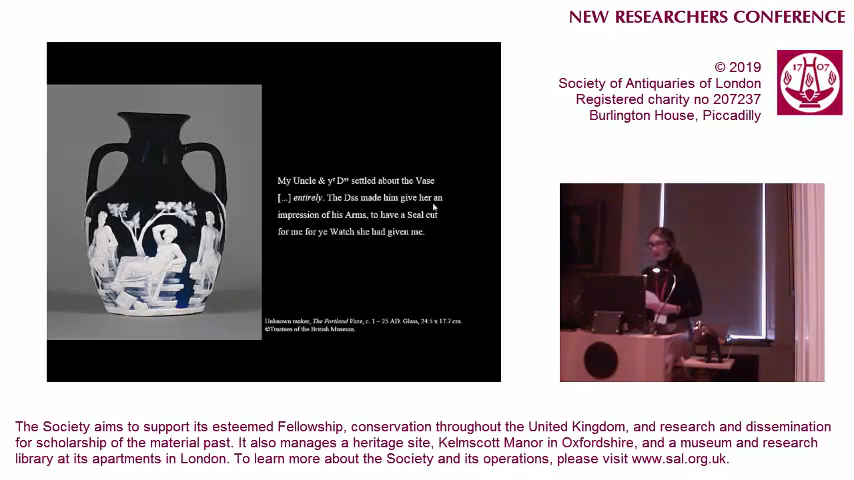 NEW RESEARCHERS CONFERENCE
© 2019
Society of Antiquaries of London
Registered charity no 207237
Burlington House, Piccadilly
17 07
My Uncle & yᵉ Dˢˢ settled about the Vase
[...] entirely. The Dss made him give her an
impression of his Arms, to have a Seal cut
for me for ye Watch she had given me.
Unknown maker, The Portland Vase, c. 1 – 25 AD. Glass, 24.5 x 17.7 cm.
©Trustees of the British Museum.
The Society aims to support its esteemed Fellowship, conservation throughout the United Kingdom, and research and dissemination
for scholarship of the material past. It also manages a heritage site, Kelmscott Manor in Oxfordshire, and a museum and research
library at its apartments in London. To learn more about the Society and its operations, please visit www.sal.org.uk.